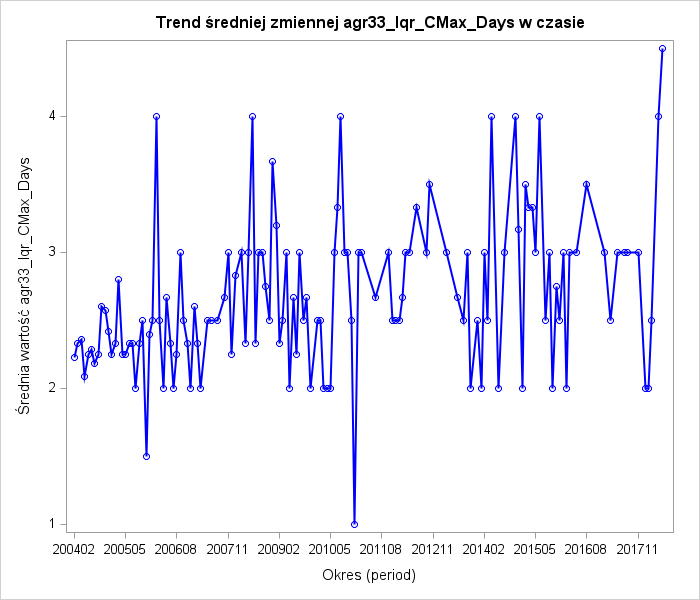 Trend średniej zmiennej agr33_Iqr_CMax_Days w czasie
Średnia wartość agr33_Iqr_CMax_Days
4
3
2
1
200402 200505 200608 200711 200902 201005 201108 201211 201402 201505 201608 201711
Okres (period)